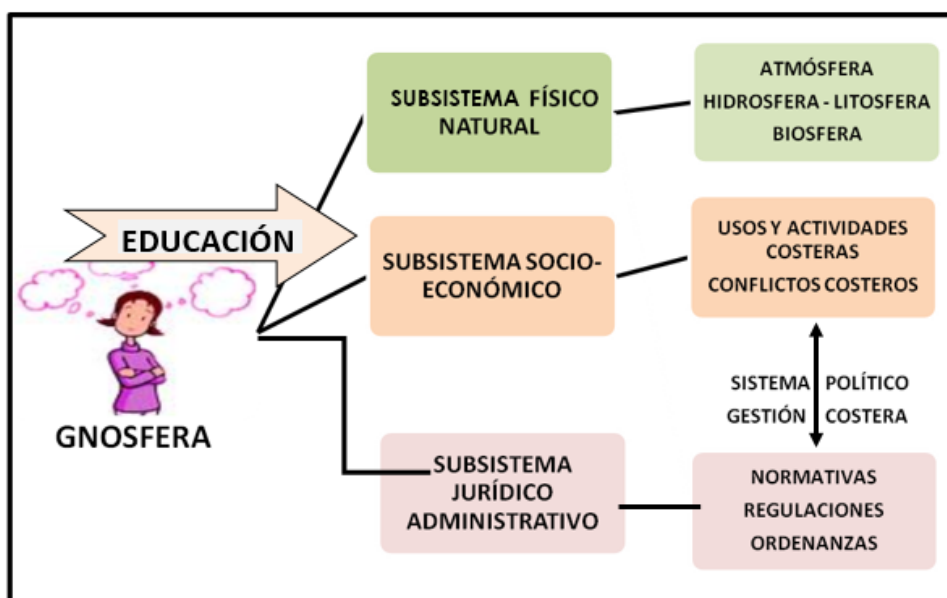 SUBSISTEMA FÍSICO
NATURAL
ATMÓSFERA
HIDROSFERA - LITOSFERA
BIOSFERA
EDUCACIÓN
SUBSISTEMA SOCIO-
ECONÓMICO
USOS Y ACTIVIDADES
COSTERAS
CONFLICTOS COSTEROS
SISTEMA POLÍTICO
GESTIÓN COSTERA
GNOSFERA
SUBSISTEMA
JURÍDICO
ADMINISTRATIVO
NORMATIVAS
REGULACIONES
ORDENANZAS